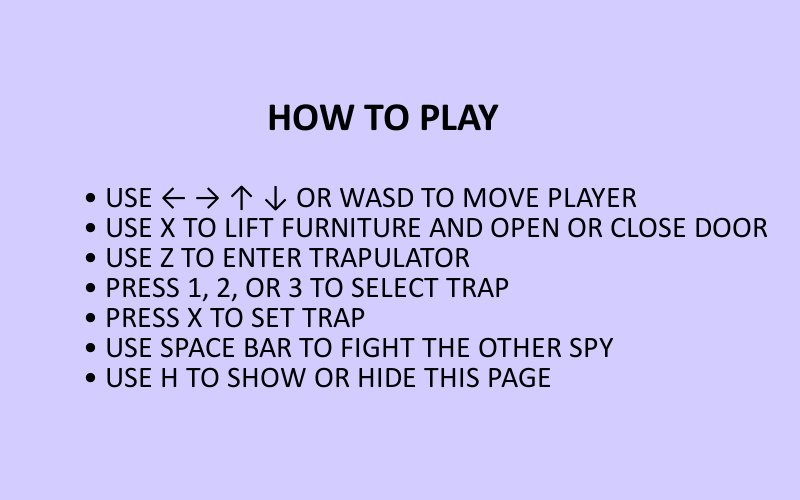 HOW TO PLAY
• USE ← → ↑ ↓ OR WASD TO MOVE PLAYER
• USE X TO LIFT FURNITURE AND OPEN OR CLOSE DOOR
• USE Z TO ENTER TRAPULATOR
• PRESS 1, 2, OR 3 TO SELECT TRAP
• PRESS X TO SET TRAP
• USE SPACE BAR TO FIGHT THE OTHER SPY
• USE H TO SHOW OR HIDE THIS PAGE